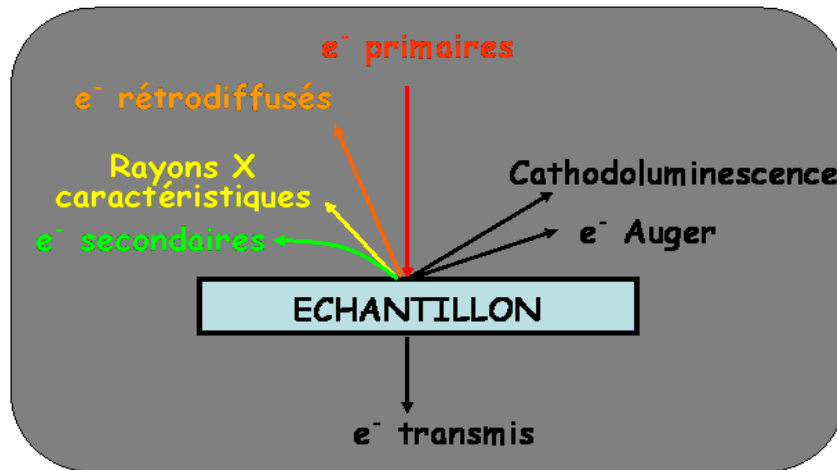 e⁻ primaires
e⁻ rétrodiffusés
Rayons X
caractéristiques
e⁻ secondaires
Cathodoluminescence
e⁻ Auger
ECHANTILLON
e⁻ transmis